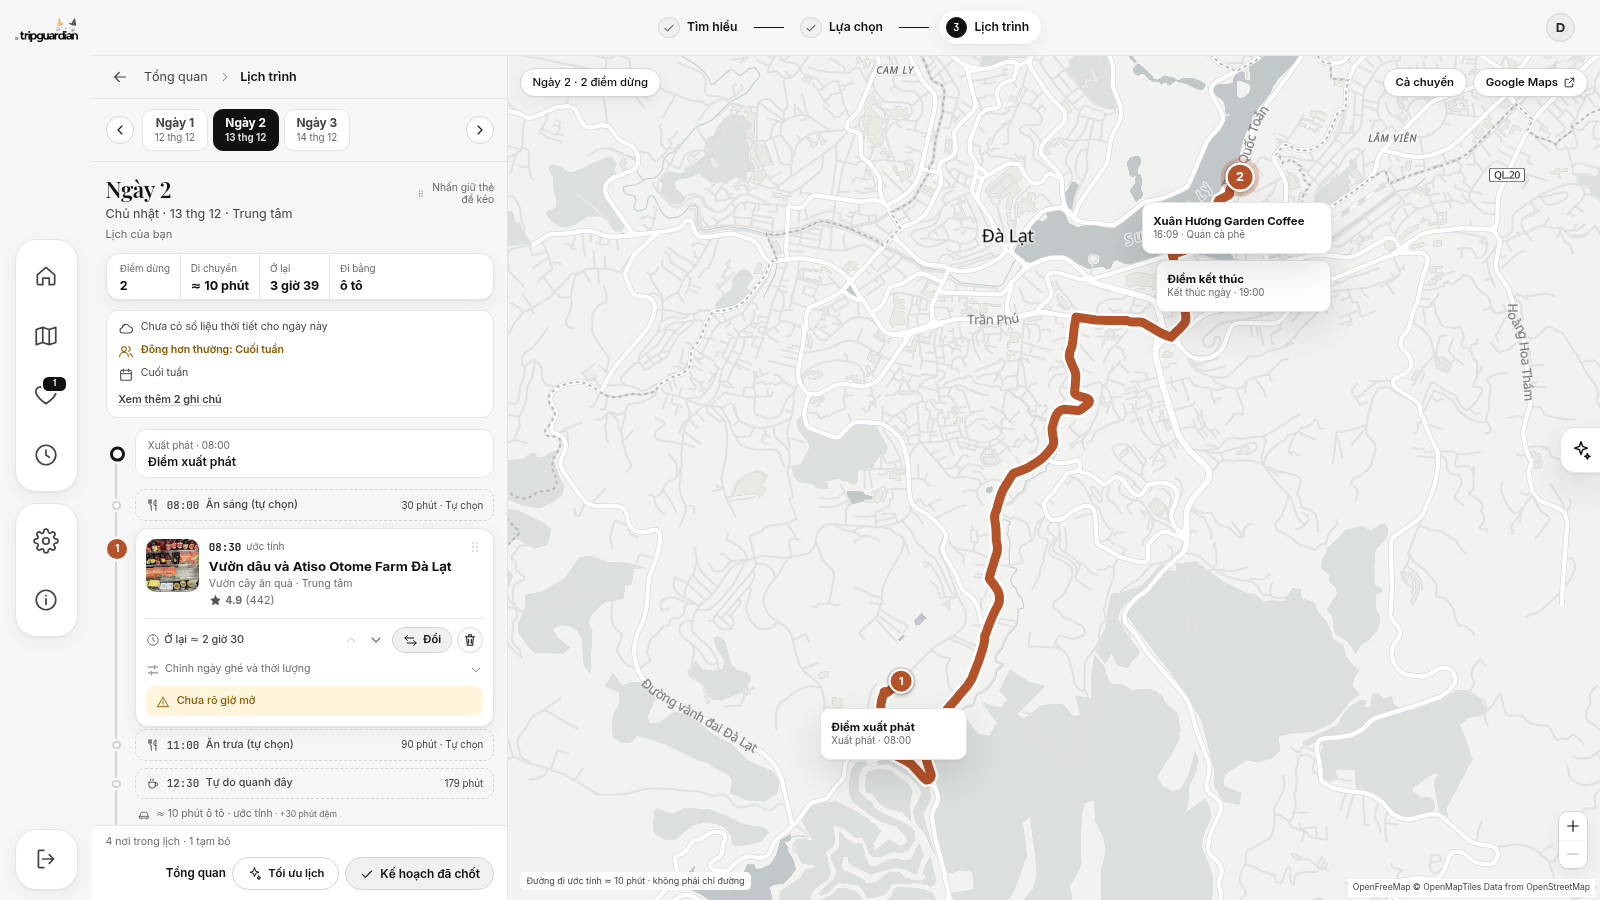 tripguardian
Tìm hiểu
Lựa chọn
3 Lịch trình
D
Tổng quan
Lịch trình
Ngày 1
12 thg 12
Ngày 2
13 thg 12
Ngày 3
14 thg 12
Ngày 2
Nhấn giữ thẻ
để kéo
Chủ nhật · 13 thg 12 · Trung tâm
Lịch của bạn
Điểm dừng
2
Di chuyển
≈ 10 phút
Ở lại
3 giờ 39
Đi bằng
ô tô
Chưa có số liệu thời tiết cho ngày này
Đông hơn thường: Cuối tuần
Cuối tuần
Xem thêm 2 ghi chú
1
Xuất phát · 08:00
Điểm xuất phát
08:00 Ăn sáng (tự chọn)
30 phút · Tự chọn
1
08:30 ước tính
Vườn dâu và Atiso Otome Farm Đà Lạt
Vườn cây ăn quả · Trung tâm
★ 4.9 (442)
Ở lại ≈ 2 giờ 30
Đổi
Chỉnh ngày ghé và thời lượng
Chưa rõ giờ mở
11:00 Ăn trưa (tự chọn)
90 phút · Tự chọn
12:30 Tự do quanh đây
179 phút
≈ 10 phút ô tô · ước tính · +30 phút đệm
4 nơi trong lịch · 1 tạm bỏ
Tổng quan
Tối ưu lịch
Kế hoạch đã chốt
Ngày 2 · 2 điểm dừng
Cả chuyến
Google Maps
CAM LY
Quốc Toản
LÂM VIÊN
QL.20
2
Xuân Hương Garden Coffee
16:09 · Quán cà phê
Đà Lạt
Điểm kết thúc
Kết thúc ngày · 19:00
Trần Phú
Hoàng Hoa Thám
1
Điểm xuất phát
Xuất phát · 08:00
Đường vành đai Đà Lạt
Đường đi ước tính ≈ 10 phút · không phải chỉ đường
+
−
OpenFreeMap © OpenMapTiles Data from OpenStreetMap